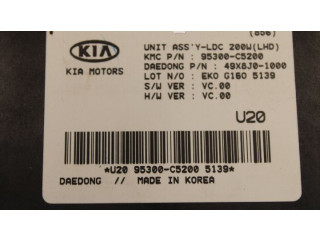 (856)
KIA
KIA MOTORS
UNIT ASS'Y-LDC 200W(LHD)
KMC P/N : 95300-C5200
DAEDONG P/N : 49X8J0-1000
LOT N/O : EKO G160 5139
S/W VER : VC.00
H/W VER : VC.00
U20
*U20 95300-C5200 5139*
DAEDONG // MADE IN KOREA